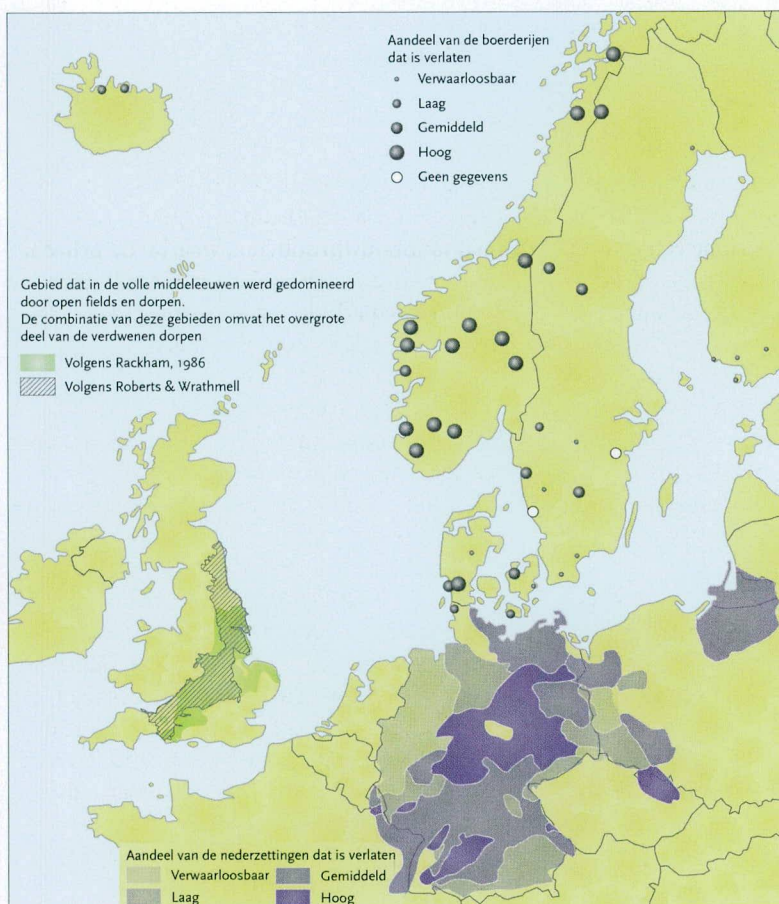 Aandeel van de boerderijen
dat is verlaten
Verwaarloosbaar
Laag
Gemiddeld
Hoog
Geen gegevens
Gebied dat in de volle middeleeuwen werd gedomineerd
door open fields en dorpen.
De combinatie van deze gebieden omvat het overgrote
deel van de verdwenen dorpen
Volgens Rackham, 1986
Volgens Roberts & Wrathmell
Aandeel van de nederzettingen dat is verlaten
Verwaarloosbaar
Gemiddeld
Laag
Hoog